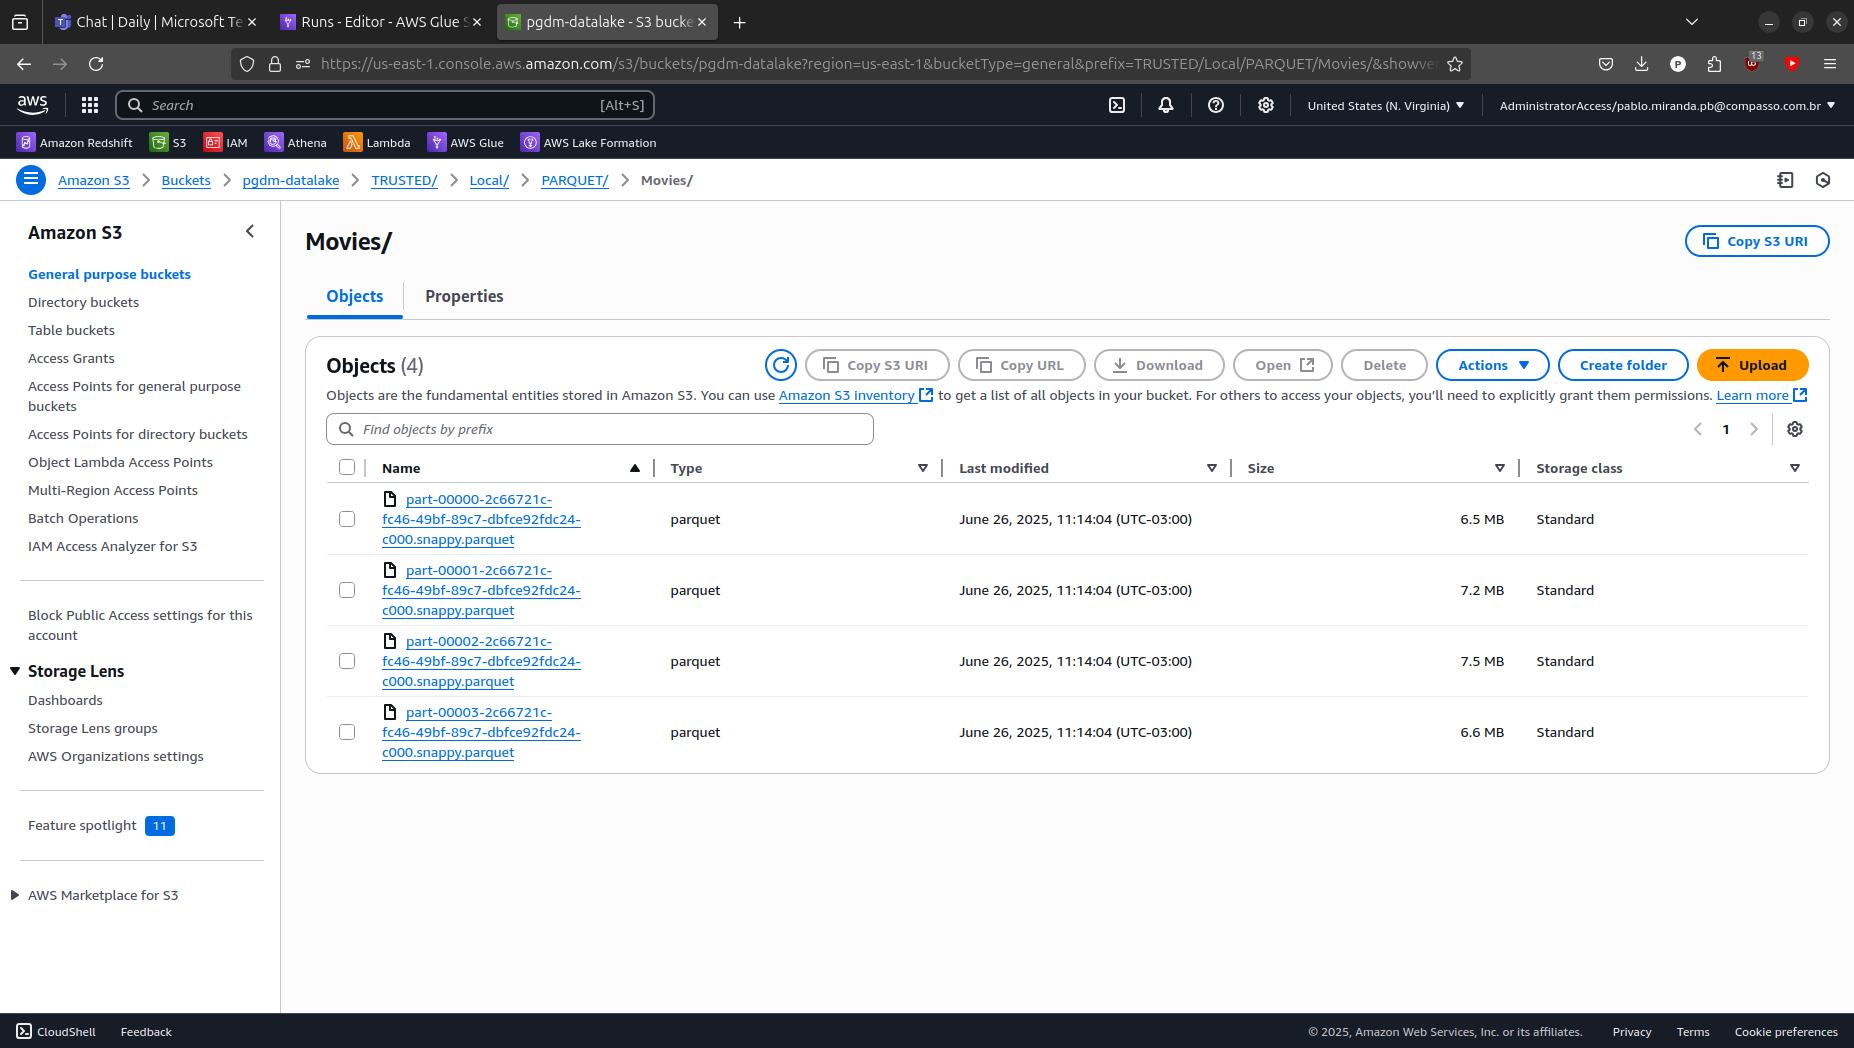 Chat | Daily | Microsoft Te
Runs - Editor - AWS Glue S
pgdm-datalake - S3 bucke
https://us-east-1.console.aws.amazon.com/s3/buckets/pgdm-datalake?region=us-east-1&bucketType=general&prefix=TRUSTED/Local/PARQUET/Movies/&showve
13
aws
Search
[Alt+S]
United States (N. Virginia)
AdministratorAccess/pablo.miranda.pb@compasso.com.br
Amazon Redshift
S3
IAM
Athena
Lambda
AWS Glue
AWS Lake Formation
Amazon S3
Buckets
pgdm-datalake
TRUSTED/
Local/
PARQUET/
Movies/
Amazon S3
General purpose buckets
Directory buckets
Table buckets
Access Grants
Access Points for general purpose
buckets
Access Points for directory buckets
Object Lambda Access Points
Multi-Region Access Points
Batch Operations
IAM Access Analyzer for S3
Block Public Access settings for this
account
Storage Lens
Dashboards
Storage Lens groups
AWS Organizations settings
Feature spotlight 11
AWS Marketplace for S3
Movies/
Copy S3 URI
Objects
Properties
Objects (4)
Copy S3 URI
Copy URL
Download
Open
Delete
Actions
Create folder
Upload
Objects are the fundamental entities stored in Amazon S3. You can use Amazon S3 inventory to get a list of all objects in your bucket. For others to access your objects, you'll need to explicitly grant them permissions. Learn more
Find objects by prefix
1
Name
Type
Last modified
Size
Storage class
part-00000-2c66721c-
fc46-49bf-89c7-dbfce92fdc24-
c000.snappy.parquet
parquet
June 26, 2025, 11:14:04 (UTC-03:00)
6.5 MB
Standard
part-00001-2c66721c-
fc46-49bf-89c7-dbfce92fdc24-
c000.snappy.parquet
parquet
June 26, 2025, 11:14:04 (UTC-03:00)
7.2 MB
Standard
part-00002-2c66721c-
fc46-49bf-89c7-dbfce92fdc24-
c000.snappy.parquet
parquet
June 26, 2025, 11:14:04 (UTC-03:00)
7.5 MB
Standard
part-00003-2c66721c-
fc46-49bf-89c7-dbfce92fdc24-
c000.snappy.parquet
parquet
June 26, 2025, 11:14:04 (UTC-03:00)
6.6 MB
Standard
CloudShell
Feedback
© 2025, Amazon Web Services, Inc. or its affiliates.
Privacy
Terms
Cookie preferences